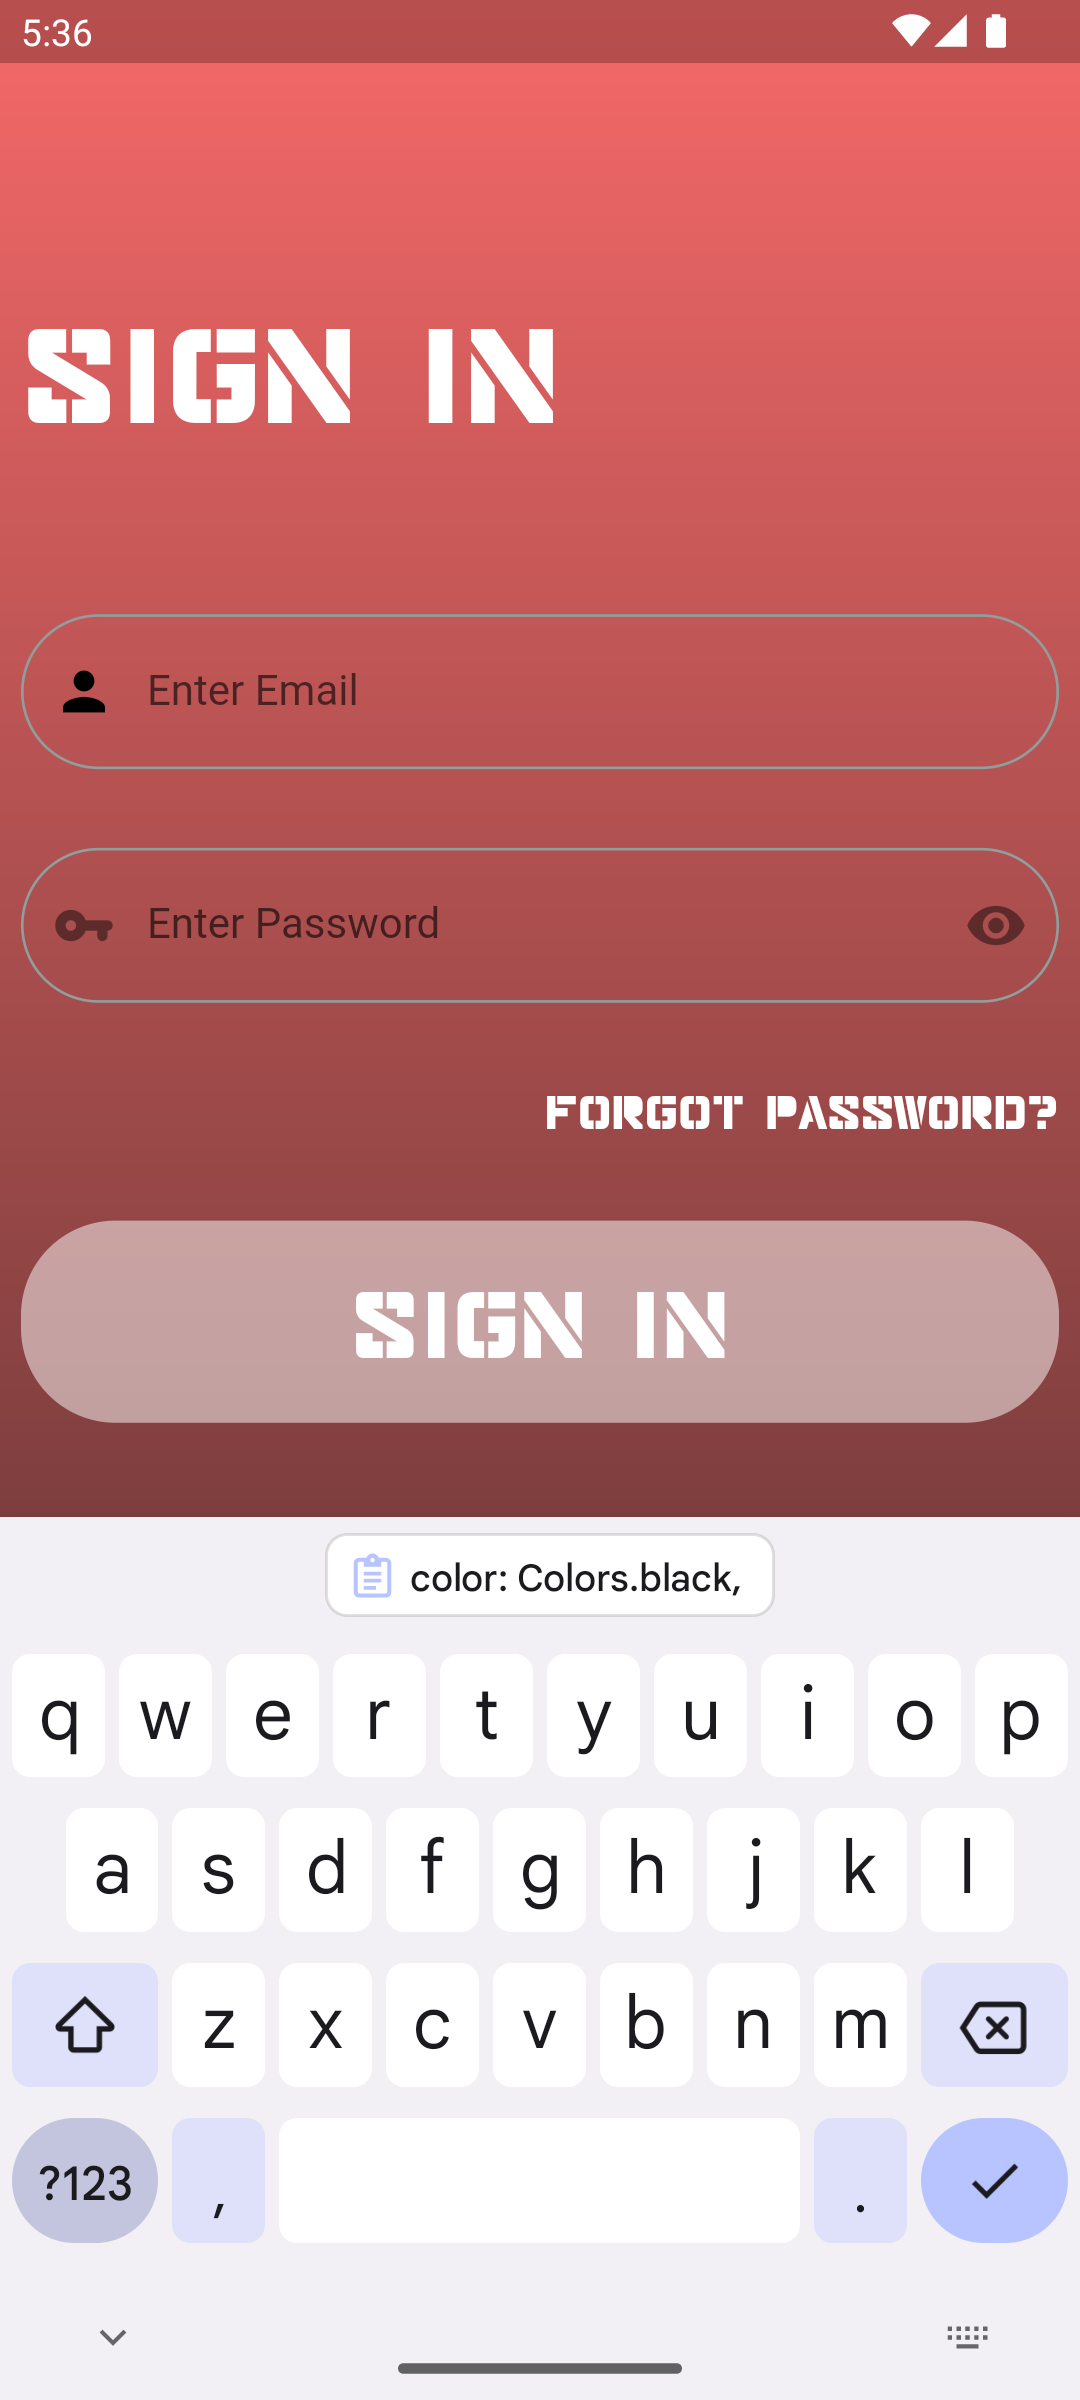 5:36
SIGN IN
Enter Email
Enter Password
FORGOT PASSWORD?
SIGN IN
color: Colors.black,
q w e r t y u i o p
a s d f g h j k l
z x c v b n m
?123 , .